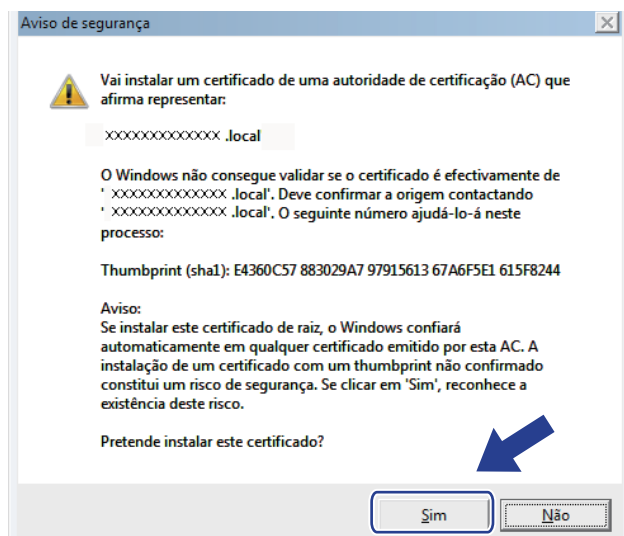 Aviso de segurança
Vai instalar um certificado de uma autoridade de certificação (AC) que
afirma representar:
XXXXXXXXXXXXX .local
O Windows não consegue validar se o certificado é efectivamente de
' XXXXXXXXXXXXX .local'. Deve confirmar a origem contactando
' XXXXXXXXXXXXX .local'. O seguinte número ajudá-lo-á neste
processo:
Thumbprint (sha1): E4360C57 883029A7 97915613 67A6F5E1 615F8244
Aviso:
Se instalar este certificado de raiz, o Windows confiará
automaticamente em qualquer certificado emitido por esta AC. A
instalação de um certificado com um thumbprint não confirmado
constitui um risco de segurança. Se clicar em 'Sim', reconhece a
existência deste risco.
Pretende instalar este certificado?
Sim Não